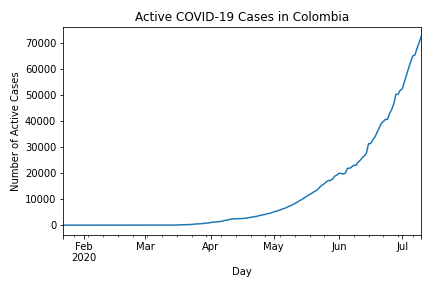 Active COVID-19 Cases in Colombia
Number of Active Cases
70000
60000
50000
40000
30000
20000
10000
0
Feb Mar Apr May Jun Jul
2020
Day